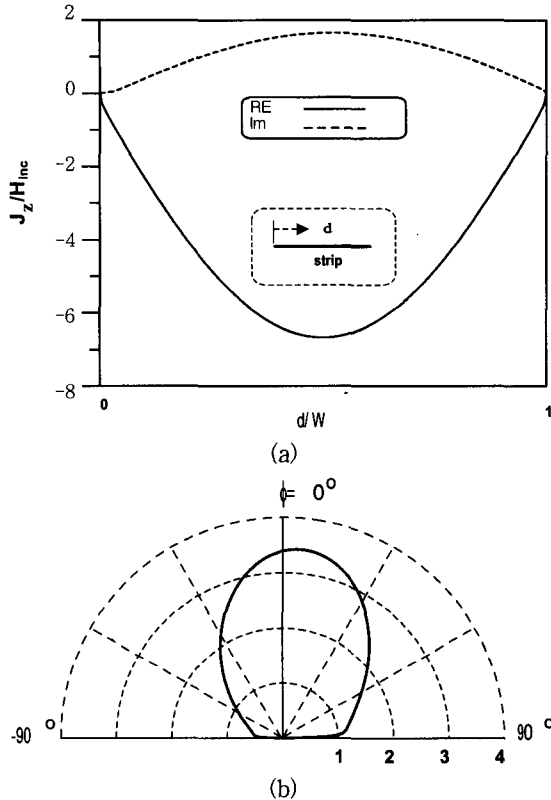 2
0
-2
-4
-6
-8
J_z/H_inc
RE
Im
d
strip
0
1
d/W
(a)
ϕ= 0°
-90°
90°
1 2 3 4
(b)